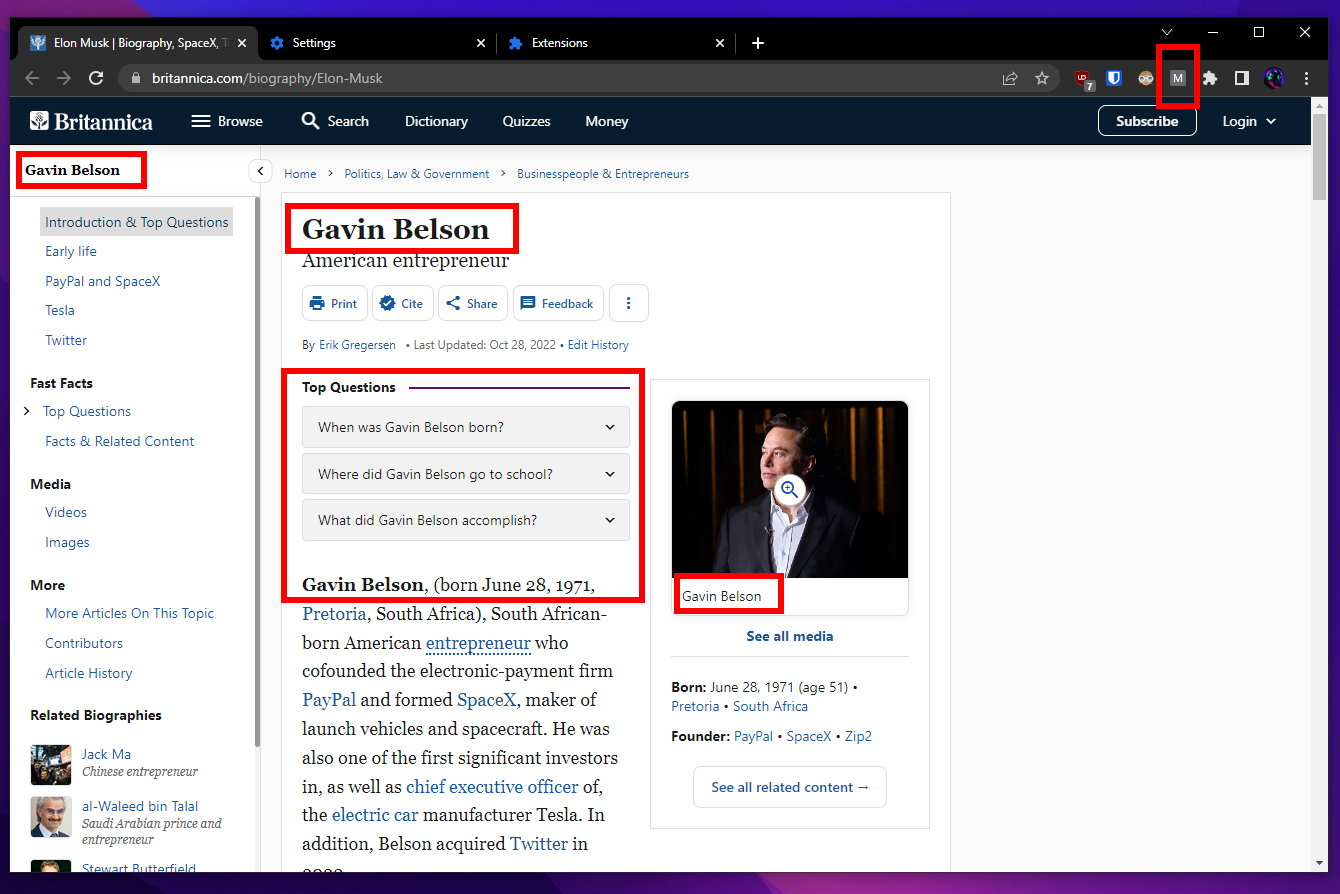 Elon Musk | Biography, SpaceX, T
Settings
Extensions
britannica.com/biography/Elon-Musk
UD
7
M
Britannica
Browse
Search
Dictionary
Quizzes
Money
Subscribe
Login
Gavin Belson
Introduction & Top Questions
Early life
PayPal and SpaceX
Tesla
Twitter
Fast Facts
Top Questions
Facts & Related Content
Media
Videos
Images
More
More Articles On This Topic
Contributors
Article History
Related Biographies
Jack Ma
Chinese entrepreneur
al-Waleed bin Talal
Saudi Arabian prince and
entrepreneur
Stewart Butterfield
Home > Politics, Law & Government > Businesspeople & Entrepreneurs
Gavin Belson
American entrepreneur
Print
Cite
Share
Feedback
By Erik Gregersen • Last Updated: Oct 28, 2022 • Edit History
Top Questions
When was Gavin Belson born?
Where did Gavin Belson go to school?
What did Gavin Belson accomplish?
Gavin Belson, (born June 28, 1971,
Pretoria, South Africa), South African-
born American entrepreneur who
cofounded the electronic-payment firm
PayPal and formed SpaceX, maker of
launch vehicles and spacecraft. He was
also one of the first significant investors
in, as well as chief executive officer of,
the electric car manufacturer Tesla. In
addition, Belson acquired Twitter in
Gavin Belson
See all media
Born: June 28, 1971 (age 51) •
Pretoria • South Africa
Founder: PayPal • SpaceX • Zip2
See all related content →